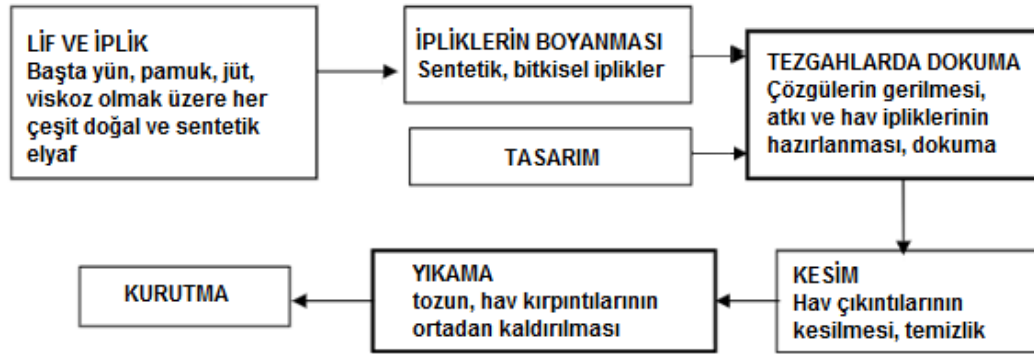 LİF VE İPLİK
Başta yün, pamuk, jüt,
viskoz olmak üzere her
çeşit doğal ve sentetik
elyaf
İPLİKLERİN BOYANMASI
Sentetik, bitkisel iplikler
TASARIM
TEZGAHLARDA DOKUMA
Çözgülerin gerilmesi,
atkı ve hav ipliklerinin
hazırlanması, dokuma
KESİM
Hav çıkıntılarının
kesilmesi, temizlik
YIKAMA
tozun, hav kırpıntılarının
ortadan kaldırılması
KURUTMA